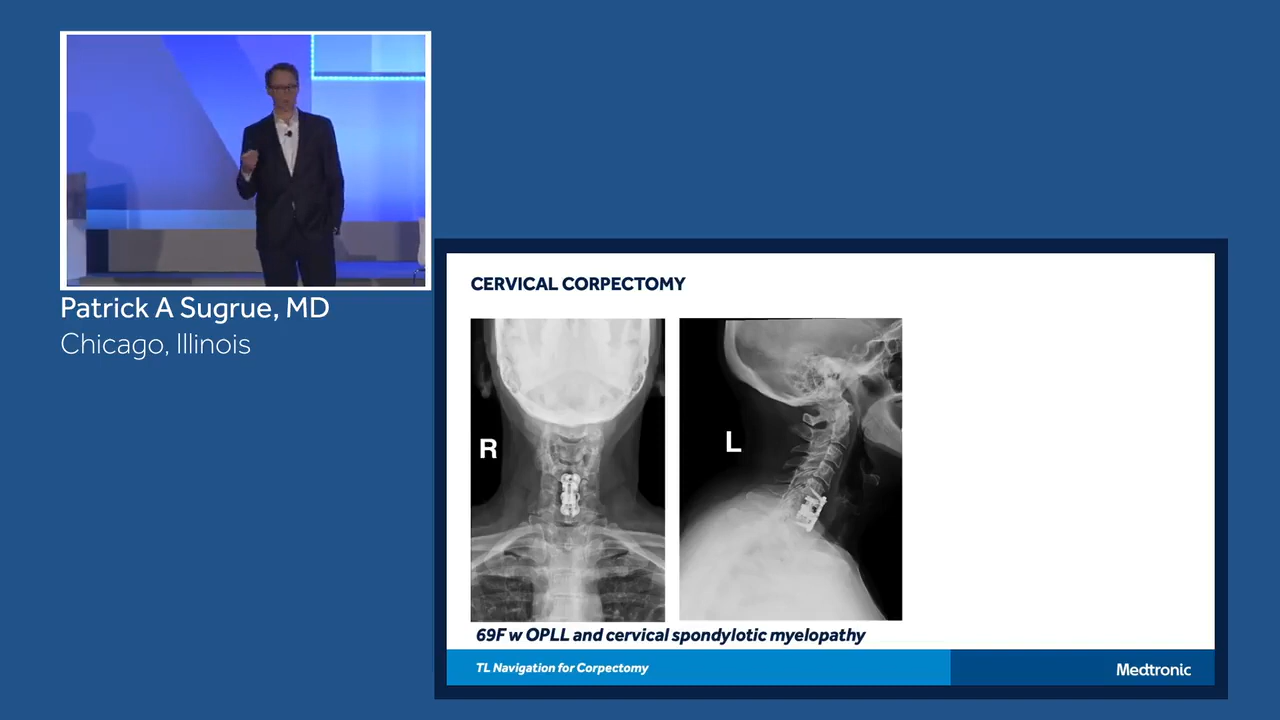 Patrick A Sugrue, MD
Chicago, Illinois
CERVICAL CORPECTOMY
R
L
69F w OPLL and cervical spondylotic myelopathy
TL Navigation for Corpectomy
Medtronic